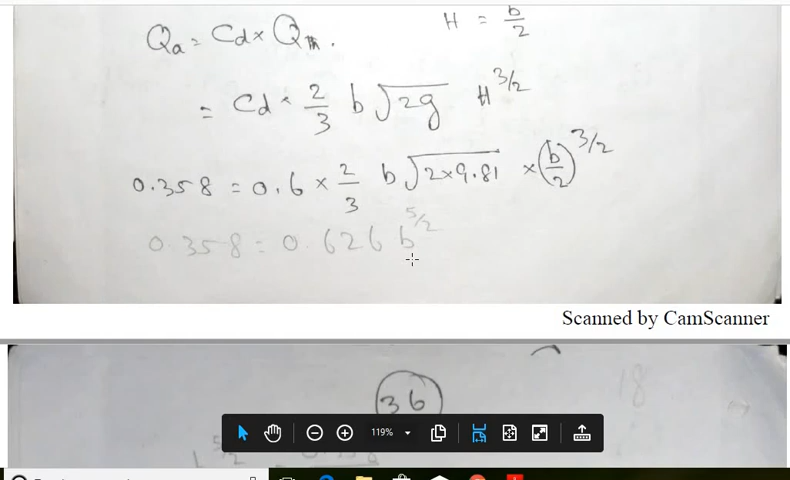 Qa = Cd × Qth.
H = b/2
= Cd × 2/3 b √2g H^3/2
0.358 = 0.6 × 2/3 b √2×9.81 × (b/2)^3/2
0.358 = 0.626 b^5/2
Scanned by CamScanner
36
18
119%